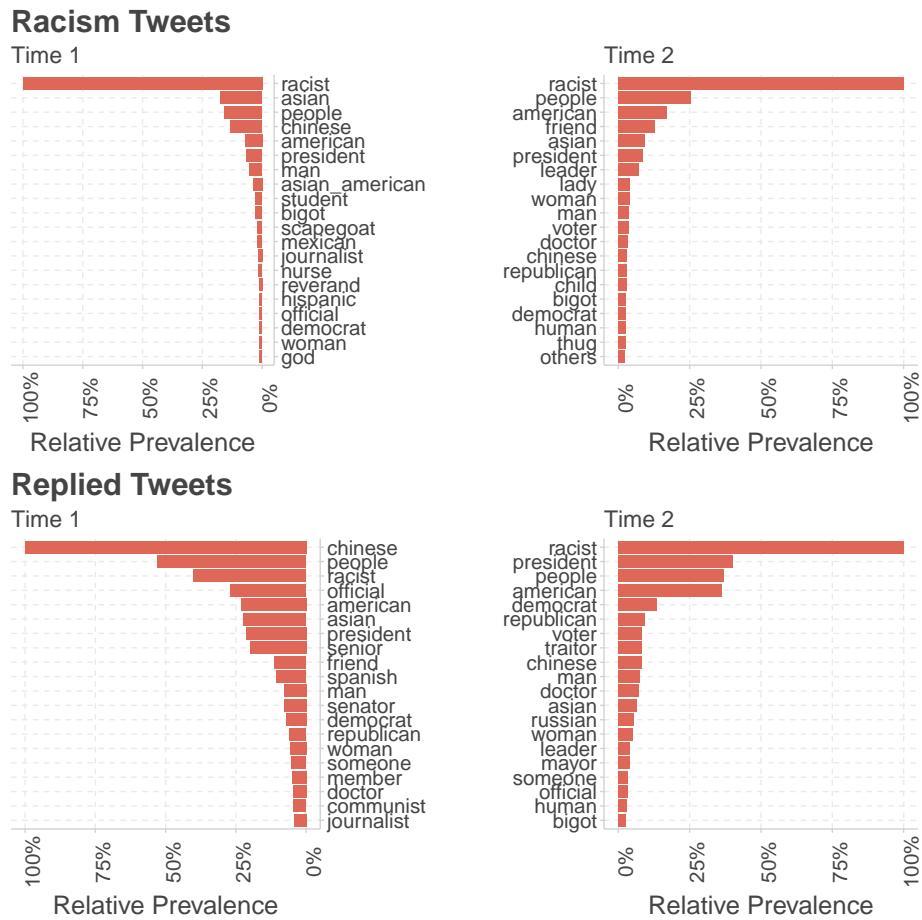 Racism Tweets
Time 1
racist
asian
people
chinese
american
president
man
asian_american
student
bigot
scapegoat
mexican
journalist
nurse
reverand
hispanic
official
democrat
woman
god
100%
75%
50%
25%
0%
Relative Prevalence
Time 2
racist
people
american
friend
asian
president
leader
lady
woman
man
voter
doctor
chinese
republican
child
bigot
democrat
human
thug
others
0%
25%
50%
75%
100%
Relative Prevalence
Replied Tweets
Time 1
chinese
people
racist
official
american
asian
president
senior
friend
spanish
man
senator
democrat
republican
woman
someone
member
doctor
communist
journalist
100%
75%
50%
25%
0%
Relative Prevalence
Time 2
racist
president
people
american
democrat
republican
voter
traitor
chinese
man
doctor
asian
russian
woman
leader
mayor
someone
official
human
bigot
0%
25%
50%
75%
100%
Relative Prevalence